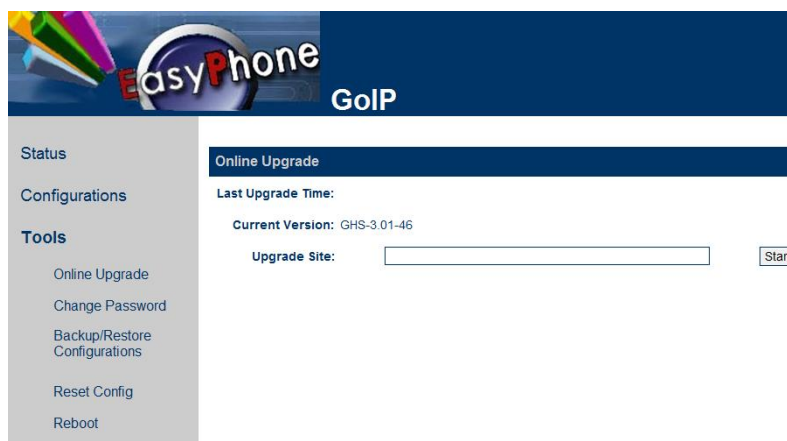 EasyPhone
GoIP
Status
Configurations
Tools
Online Upgrade
Change Password
Backup/Restore
Configurations
Reset Config
Reboot
Online Upgrade
Last Upgrade Time:
Current Version: GHS-3.01-46
Upgrade Site:
Star